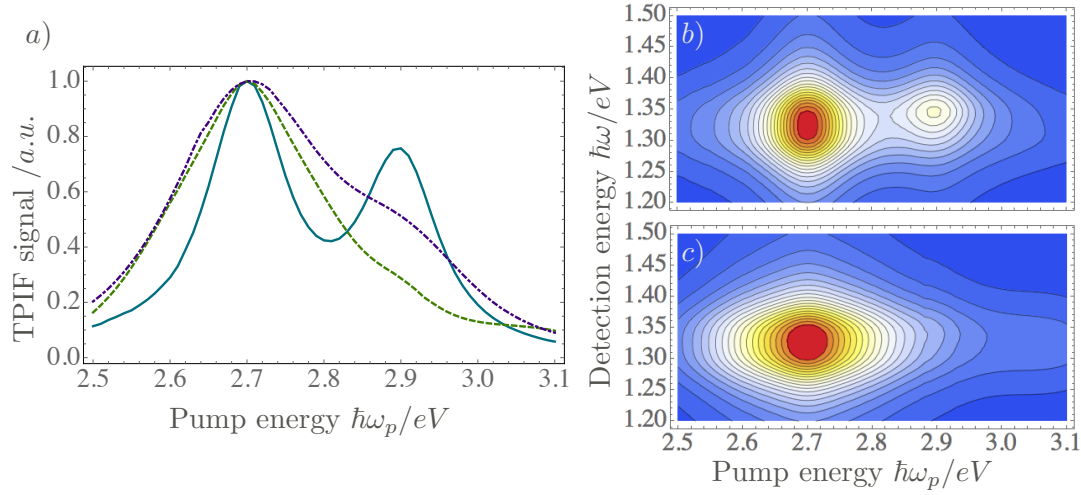 a)
1.0
0.8
0.6
0.4
0.2
0.0
TPIF signal /a.u.
2.5 2.6 2.7 2.8 2.9 3.0 3.1
Pump energy ℏωp/eV
b)
1.50
1.45
1.40
1.35
1.30
1.25
1.20
c)
1.50
1.45
1.40
1.35
1.30
1.25
1.20
Detection energy ℏω/eV
2.5 2.6 2.7 2.8 2.9 3.0 3.1
Pump energy ℏωp/eV